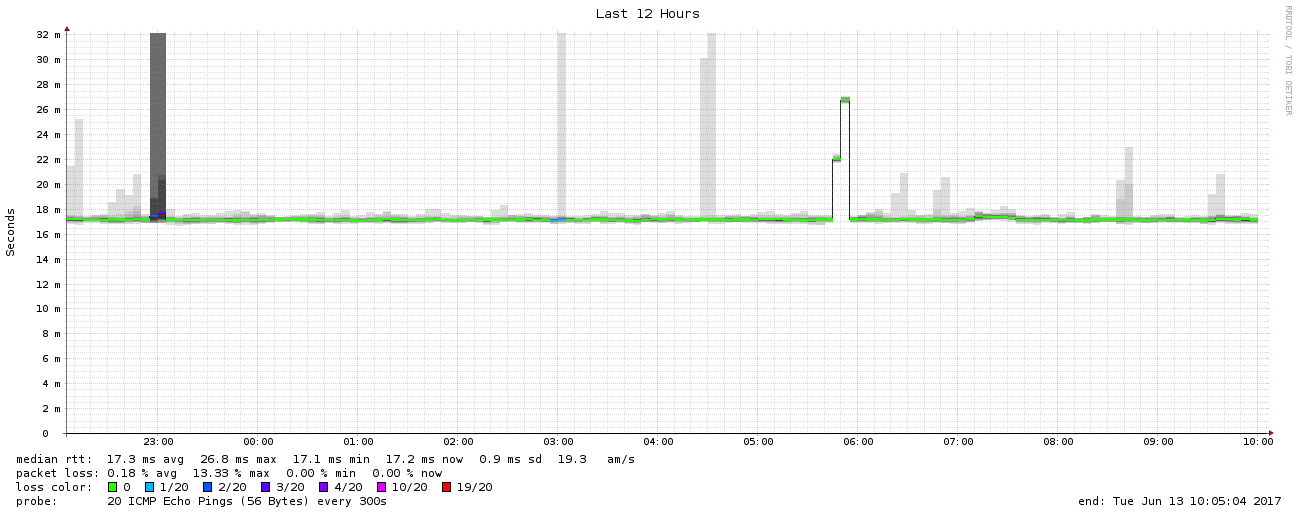 Last 12 Hours
RRDTOOL / TOBI OETIKER
Seconds
32 m
30 m
28 m
26 m
24 m
22 m
20 m
18 m
16 m
14 m
12 m
10 m
8 m
6 m
4 m
2 m
0
23:00 00:00 01:00 02:00 03:00 04:00 05:00 06:00 07:00 08:00 09:00 10:00
median rtt: 17.3 ms avg 26.8 ms max 17.1 ms min 17.2 ms now 0.9 ms sd 19.3 am/s
packet loss: 0.18 % avg 13.33 % max 0.00 % min 0.00 % now
loss color: 0 1/20 2/20 3/20 4/20 10/20 19/20
probe: 20 ICMP Echo Pings (56 Bytes) every 300s
end: Tue Jun 13 10:05:04 2017